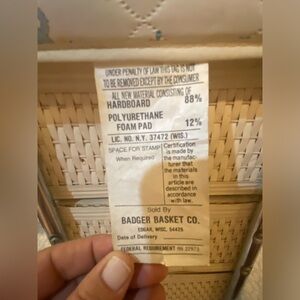 UNDER PENALTY OF LAW THIS TAG IS NOT
TO BE REMOVED EXCEPT BY THE CONSUMER
ALL NEW MATERIAL CONSISTING OF
HARDBOARD 88%
POLYURETHANE
FOAM PAD 12%
LIC. NO. N.Y. 37472 (WIS.)
SPACE FOR STAMP
When Required
Certification
is made by
the manufac-
turer that
the materials
in this
article are
described in
accordance
with law.
Sold By
BADGER BASKET CO.
EDGAR, WISC. 54426
Date of Delivery
FEDERAL REQUIREMENT